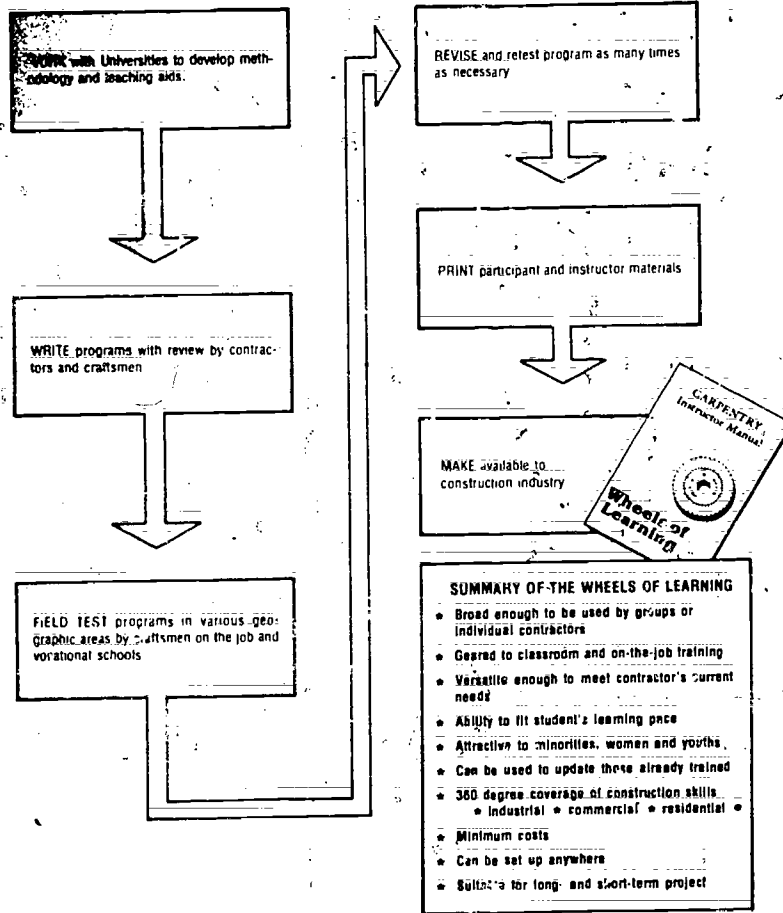 WORK with Universities to develop meth-
odology and teaching aids.
WRITE programs with review by contrac-
tors and craftsmen
FIELD TEST programs in various geo-
graphic areas by craftsmen on the job and
vocational schools
REVISE and retest program as many times
as necessary
PRINT participant and instructor materials
MAKE available to
construction industry
CARPENTRY
Instructor Manual
Wheels of
Learning
SUMMARY OF THE WHEELS OF LEARNING
* Broad enough to be used by groups or
individual contractors
* Geared to classroom and on-the-job training
* Versatile enough to meet contractor's current
needs
* Ability to fit student's learning pace
* Attractive to minorities, women and youths
* Can be used to update those already trained
* 360 degree coverage of construction skills
* industrial * commercial * residential *
* Minimum costs
* Can be set up anywhere
* Suitable for long- and short-term project